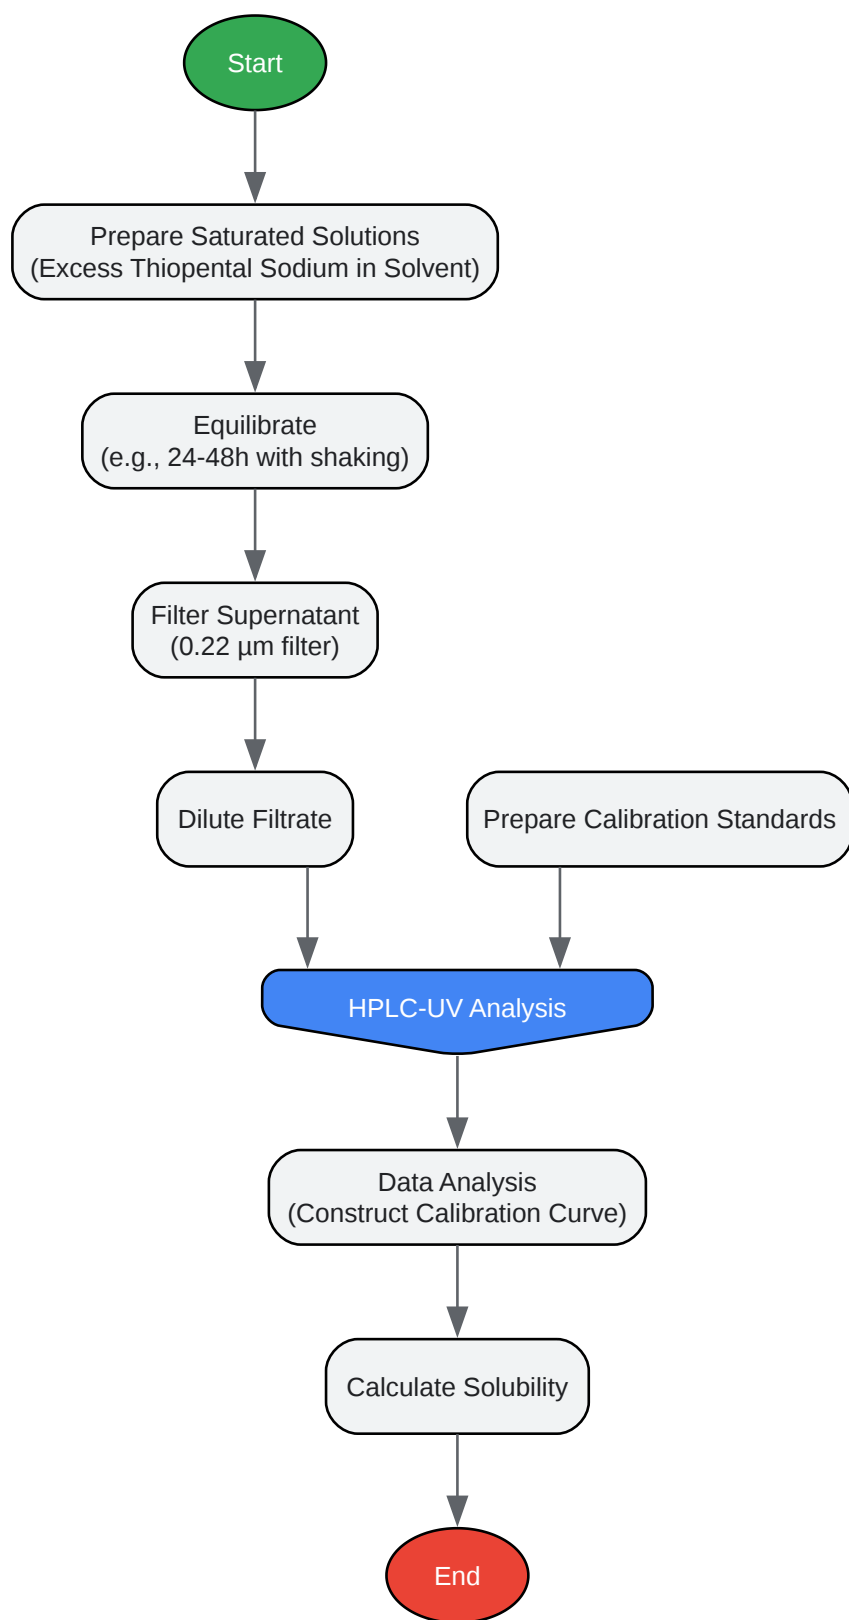 Start
Prepare Saturated Solutions
(Excess Thiopental Sodium in Solvent)
Equilibrate
(e.g., 24-48h with shaking)
Filter Supernatant
(0.22 µm filter)
Dilute Filtrate
Prepare Calibration Standards
HPLC-UV Analysis
Data Analysis
(Construct Calibration Curve)
Calculate Solubility
End